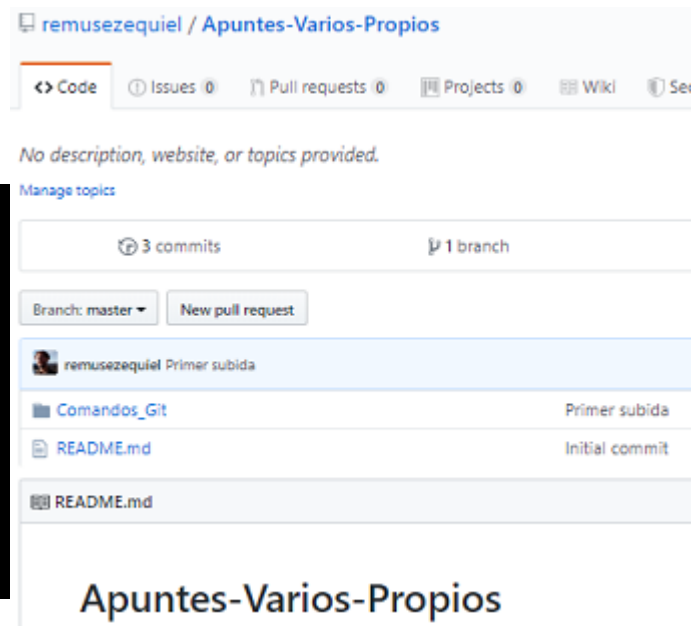 remusezequiel / Apuntes-Varios-Propios
Code Issues 0 Pull requests 0 Projects 0 Wiki
No description, website, or topics provided.
Manage topics
3 commits 1 branch
Branch: master New pull request
remusezequiel Primer subida
Comandos_Git Primer subida
README.md Initial commit
README.md
Apuntes-Varios-Propios